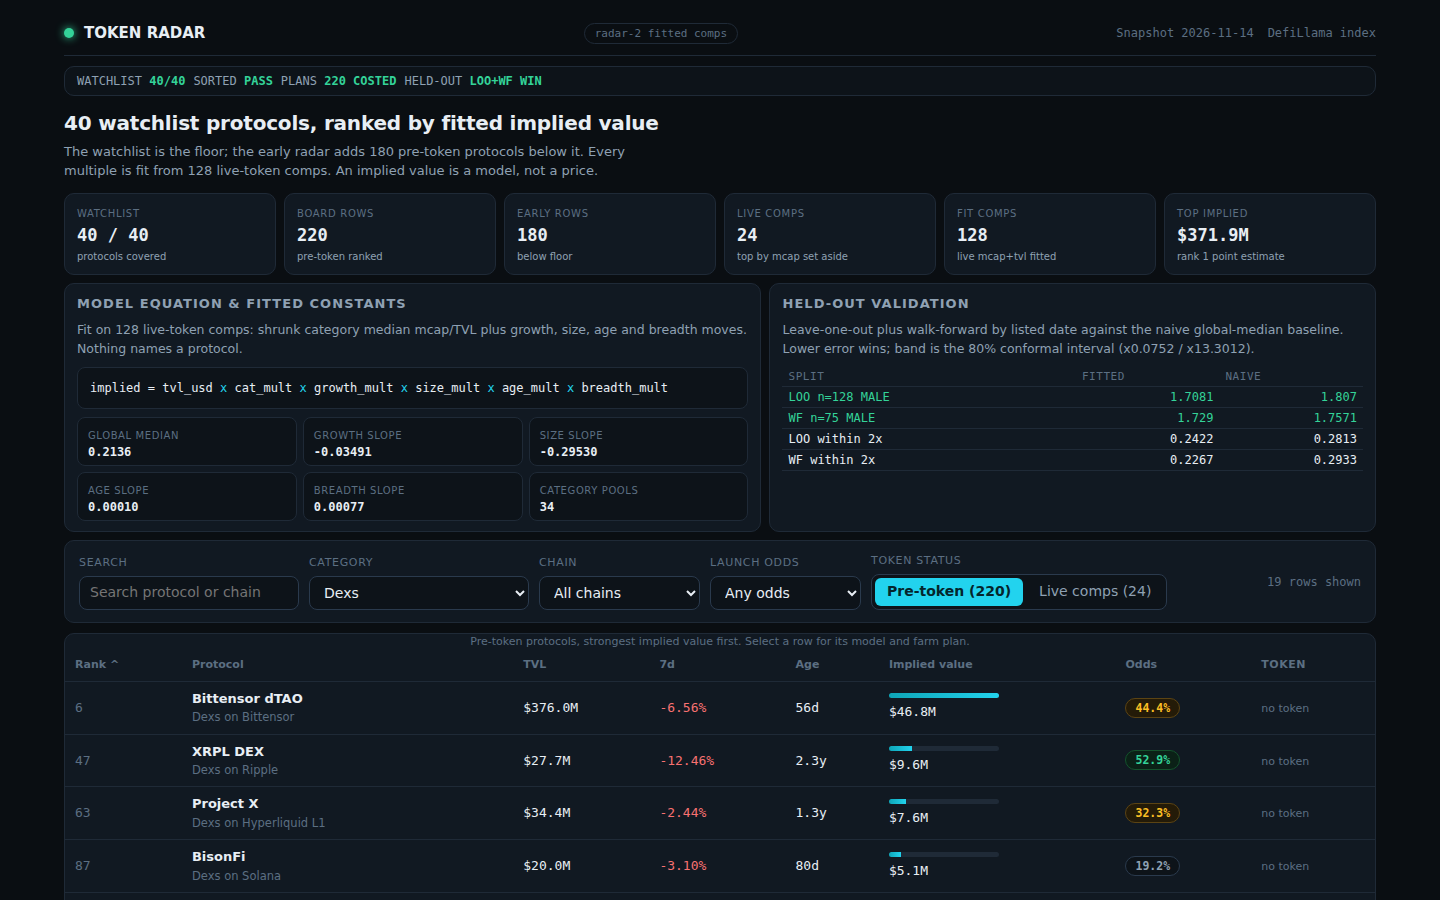 TOKEN RADAR
radar-2 fitted comps
Snapshot 2026-11-14 DefiLlama index
WATCHLIST 40/40 SORTED PASS PLANS 220 COSTED HELD-OUT LOO+WF WIN
40 watchlist protocols, ranked by fitted implied value
The watchlist is the floor; the early radar adds 180 pre-token protocols below it. Every
multiple is fit from 128 live-token comps. An implied value is a model, not a price.
WATCHLIST
40 / 40
protocols covered
BOARD ROWS
220
pre-token ranked
EARLY ROWS
180
below floor
LIVE COMPS
24
top by mcap set aside
FIT COMPS
128
live mcap+tvl fitted
TOP IMPLIED
$371.9M
rank 1 point estimate
MODEL EQUATION & FITTED CONSTANTS
Fit on 128 live-token comps: shrunk category median mcap/TVL plus growth, size, age and breadth moves.
Nothing names a protocol.
implied = tvl_usd x cat_mult x growth_mult x size_mult x age_mult x breadth_mult
GLOBAL MEDIAN
0.2136
GROWTH SLOPE
-0.03491
SIZE SLOPE
-0.29530
AGE SLOPE
0.00010
BREADTH SLOPE
0.00077
CATEGORY POOLS
34
HELD-OUT VALIDATION
Leave-one-out plus walk-forward by listed date against the naive global-median baseline.
Lower error wins; band is the 80% conformal interval (x0.0752 / x13.3012).
SPLIT FITTED NAIVE
LOO n=128 MALE 1.7081 1.807
WF n=75 MALE 1.729 1.7571
LOO within 2x 0.2422 0.2813
WF within 2x 0.2267 0.2933
SEARCH
Search protocol or chain
CATEGORY
Dexs
CHAIN
All chains
LAUNCH ODDS
Any odds
TOKEN STATUS
Pre-token (220) Live comps (24)
19 rows shown
Pre-token protocols, strongest implied value first. Select a row for its model and farm plan.
Rank ^ Protocol TVL 7d Age Implied value Odds TOKEN
6 Bittensor dTAO $376.0M -6.56% 56d $46.8M 44.4% no token
Dexs on Bittensor
47 XRPL DEX $27.7M -12.46% 2.3y $9.6M 52.9% no token
Dexs on Ripple
63 Project X $34.4M -2.44% 1.3y $7.6M 32.3% no token
Dexs on Hyperliquid L1
87 BisonFi $20.0M -3.10% 80d $5.1M 19.2% no token
Dexs on Solana